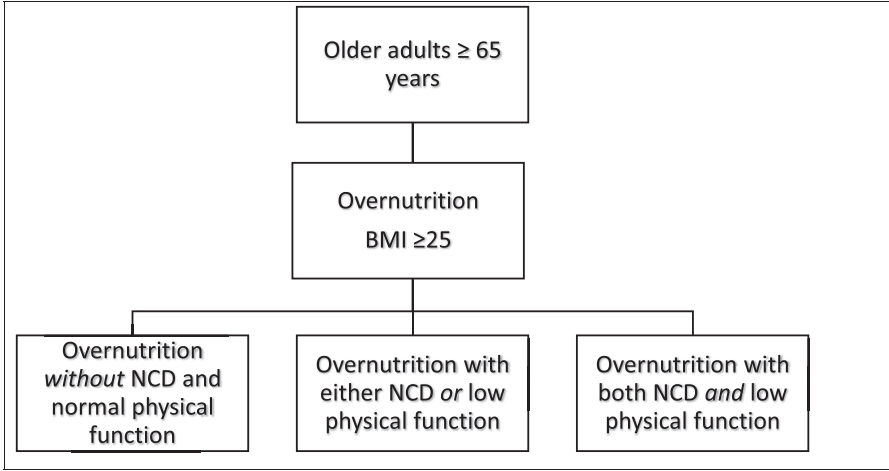 Older adults ≥ 65
years
Overnutrition
BMI ≥25
Overnutrition
without NCD and
normal physical
function
Overnutrition with
either NCD or low
physical function
Overnutrition with
both NCD and low
physical function